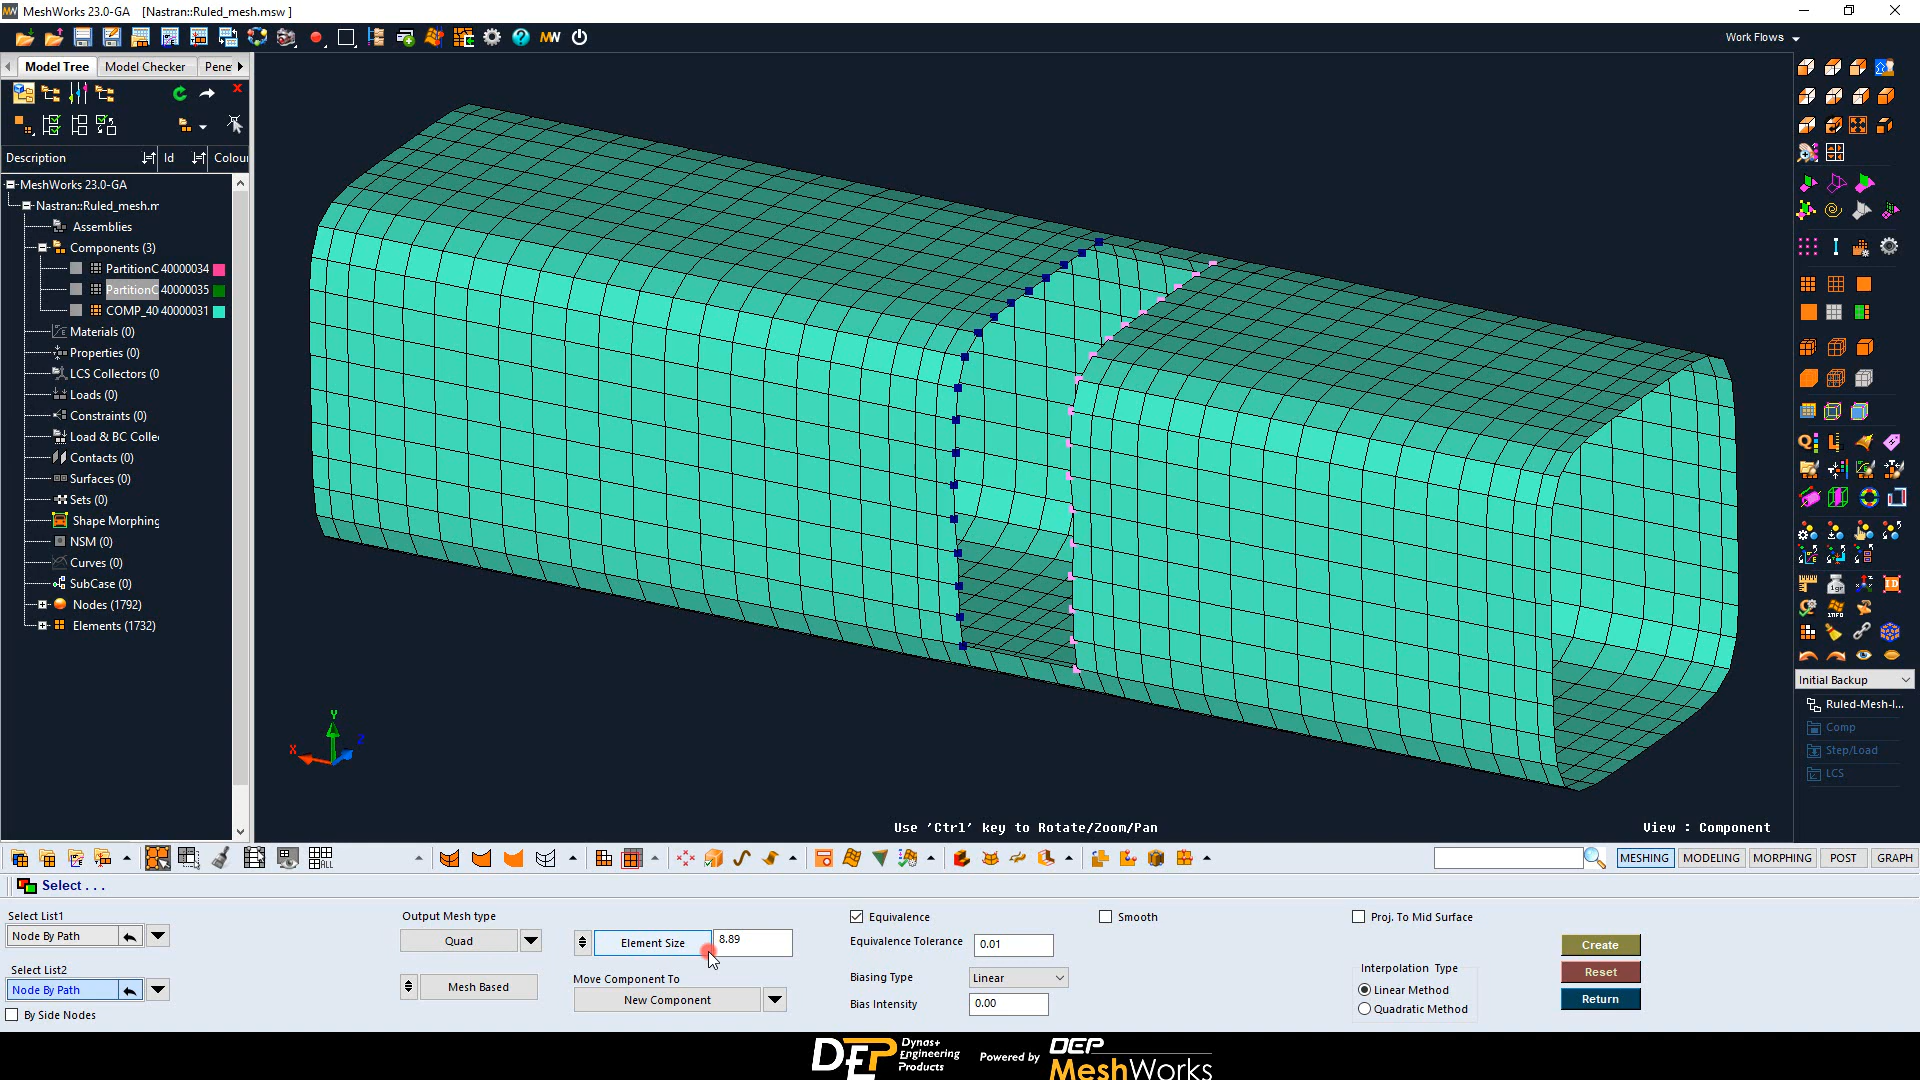 MeshWorks 23.0-GA [Nastran::Ruled_mesh.msw ]
Work Flows
Model Tree
Model Checker
Pene
Description
Id
Colour
MeshWorks 23.0-GA
Nastran::Ruled_mesh.m
Assemblies
Components (3)
PartitionC 40000034
PartitionC 40000035
COMP_40 40000031
Materials (0)
Properties (0)
LCS Collectors (0
Loads (0)
Constraints (0)
Load & BC Colle
Contacts (0)
Surfaces (0)
Sets (0)
Shape Morphing
NSM (0)
Curves (0)
SubCase (0)
Nodes (1792)
Elements (1732)
Y
X
Z
Use 'Ctrl' key to Rotate/Zoom/Pan
View : Component
Initial Backup
Ruled-Mesh-I...
Comp
Step/Load
LCS
ALL
MESHING
MODELING
MORPHING
POST
GRAPH
Select . . .
Select List1
Node By Path
Select List2
Node By Path
By Side Nodes
Output Mesh type
Quad
Mesh Based
Element Size
8.89
Move Component To
New Component
Equivalence
Equivalence Tolerance
0.01
Biasing Type
Linear
Bias Intensity
0.00
Smooth
Proj. To Mid Surface
Interpolation Type
Linear Method
Quadratic Method
Create
Reset
Return
DEP
Dynas+
Engineering
Products
Powered by
DEP
MeshWorks